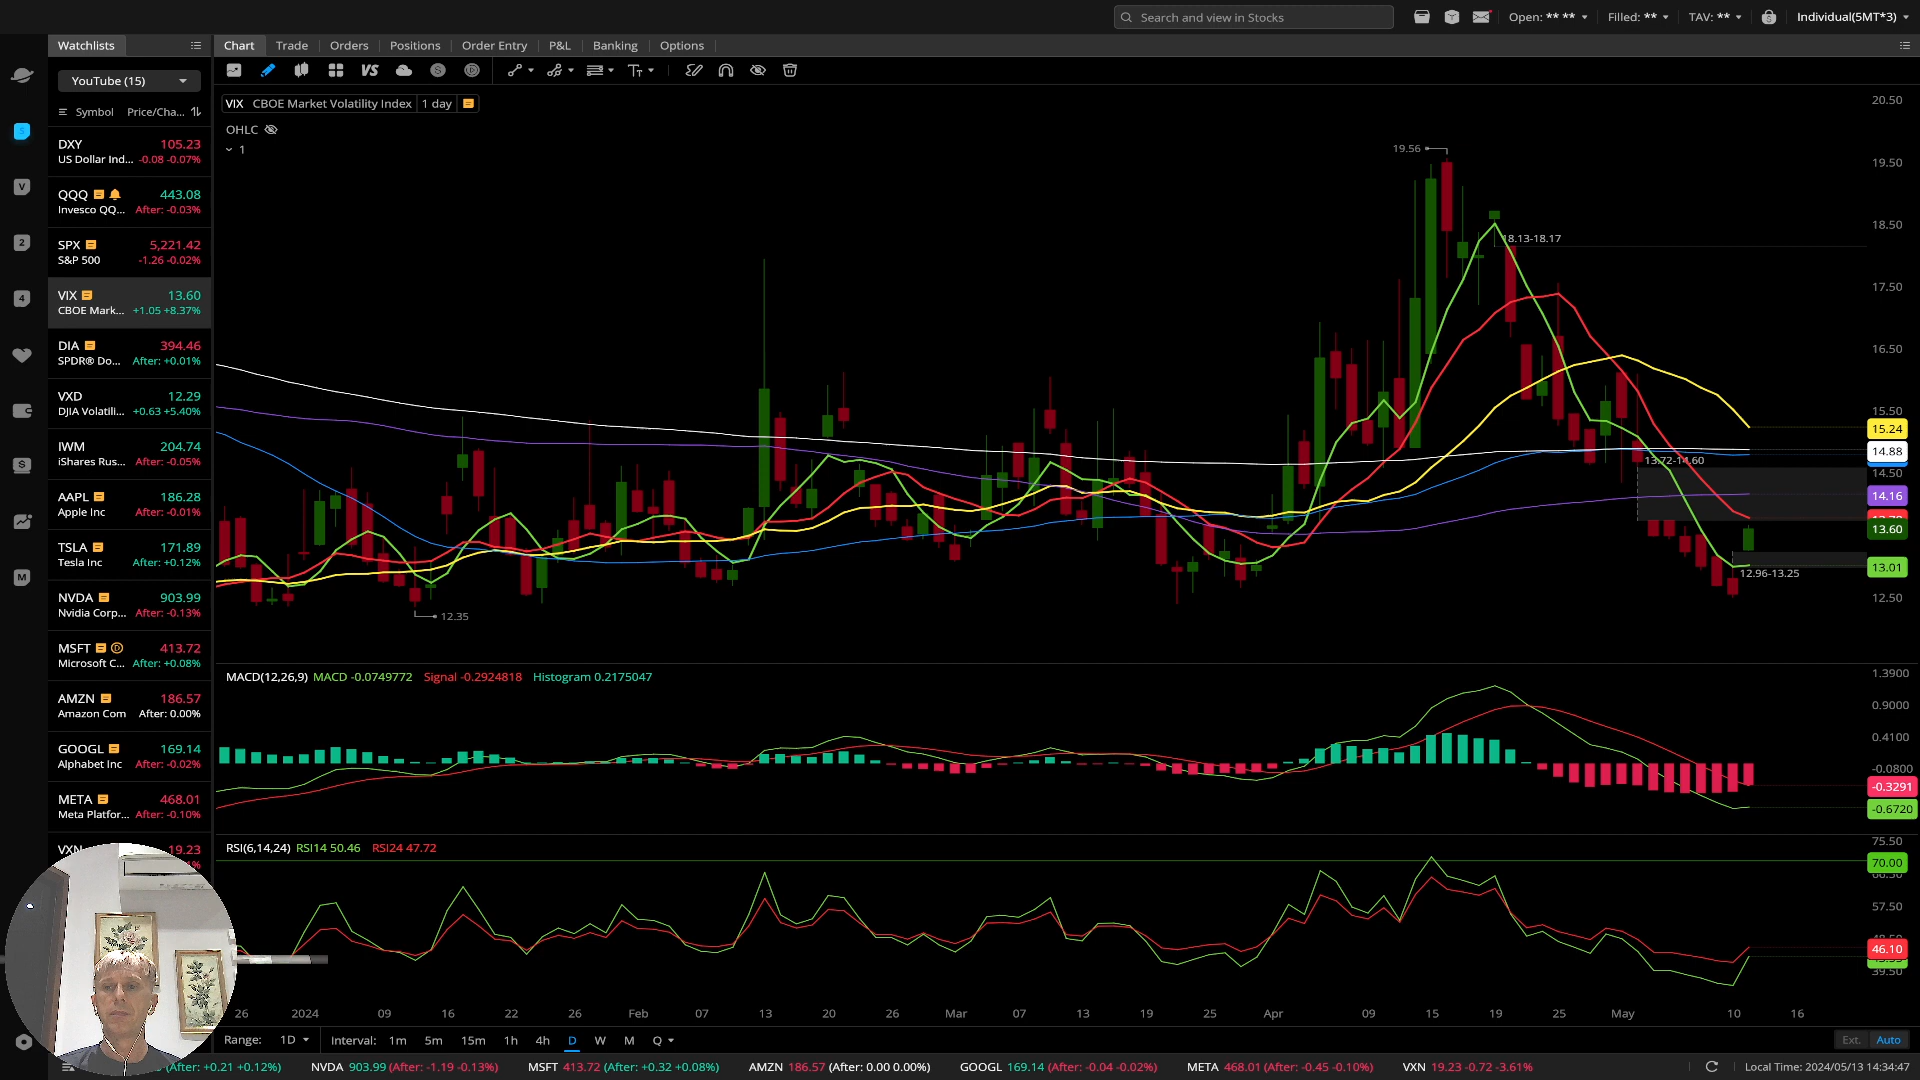 Search and view in Stocks
Open: ** **
Filled: **
TAV: **
Individual(5MT*3)
Watchlists
Chart Trade Orders Positions Order Entry P&L Banking Options
YouTube (15)
VS
Symbol Price/Cha...
VIX CBOE Market Volatility Index 1 day
OHLC
1
DXY 105.23
US Dollar Ind... -0.08 -0.07%
QQQ 443.08
Invesco QQ... After: -0.03%
SPX 5,221.42
S&P 500 -1.26 -0.02%
VIX 13.60
CBOE Mark... +1.05 +8.37%
DIA 394.46
SPDR® Do... After: +0.01%
VXD 12.29
DJIA Volatili... +0.63 +5.40%
IWM 204.74
iShares Rus... After: -0.05%
AAPL 186.28
Apple Inc After: -0.01%
TSLA 171.89
Tesla Inc After: +0.12%
NVDA 903.99
Nvidia Corp... After: -0.13%
MSFT 413.72
Microsoft C... After: +0.08%
AMZN 186.57
Amazon Com After: 0.00%
GOOGL 169.14
Alphabet Inc After: -0.02%
META 468.01
Meta Platfor... After: -0.10%
VXN 19.23
19.56
18.13-18.17
13.72-14.60
12.96-13.25
12.35
20.50
19.50
18.50
17.50
16.50
15.50
15.24
14.88
14.50
14.16
13.60
13.01
12.50
MACD(12,26,9) MACD -0.0749772 Signal -0.2924818 Histogram 0.2175047
1.3900
0.9000
0.4100
-0.0800
-0.3291
-0.6720
RSI(6,14,24) RSI14 50.46 RSI24 47.72
75.50
70.00
57.50
46.10
39.50
26 2024 09 16 22 26 Feb 07 13 20 26 Mar 07 13 19 25 Apr 09 15 19 25 May 10 16
Range: 1D Interval: 1m 5m 15m 1h 4h D W M Q
Ext. Auto
(After: +0.21 +0.12%) NVDA 903.99 (After: -1.19 -0.13%) MSFT 413.72 (After: +0.32 +0.08%) AMZN 186.57 (After: 0.00 0.00%) GOOGL 169.14 (After: -0.04 -0.02%) META 468.01 (After: -0.45 -0.10%) VXN 19.23 -0.72 -3.61%
Local Time: 2024/05/13 14:34:47